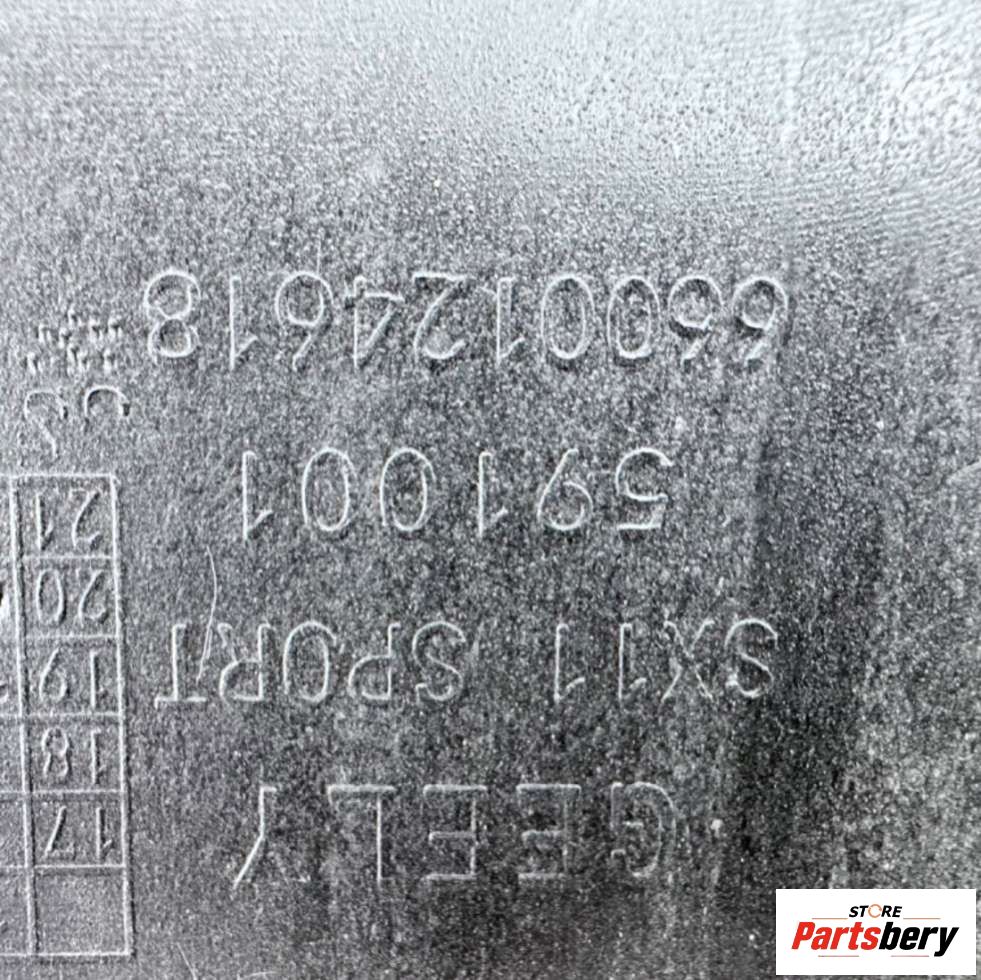 GEELY
SX11 SPORT
591001
6600124618
17
18
19
20
21
STORE
Partsbery